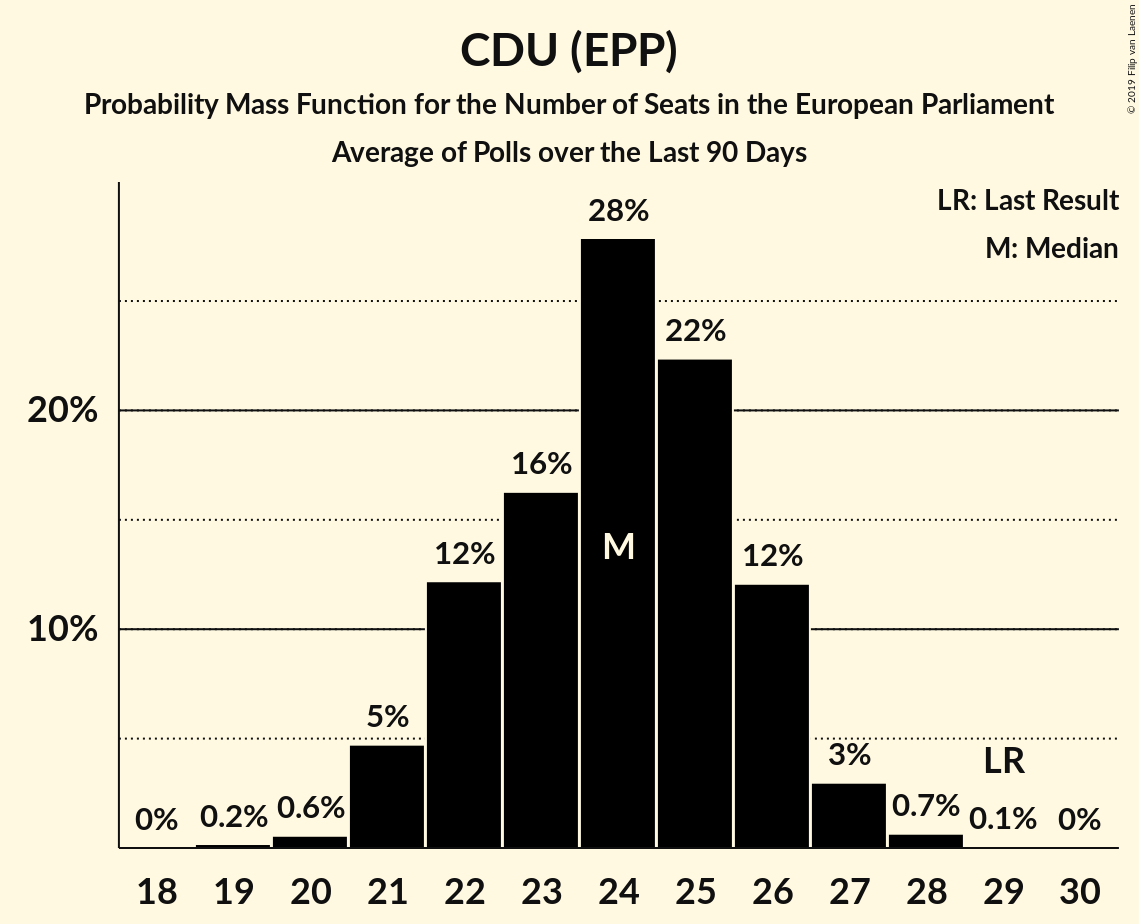 CDU (EPP)
Probability Mass Function for the Number of Seats in the European Parliament
Average of Polls over the Last 90 Days
© 2019 Filip van Laenen
LR: Last Result
M: Median
28%
22%
20%
16%
M
12%
12%
10%
5%
3%
LR
0%
0.2%
0.6%
0.7%
0.1%
0%
18 19 20 21 22 23 24 25 26 27 28 29 30